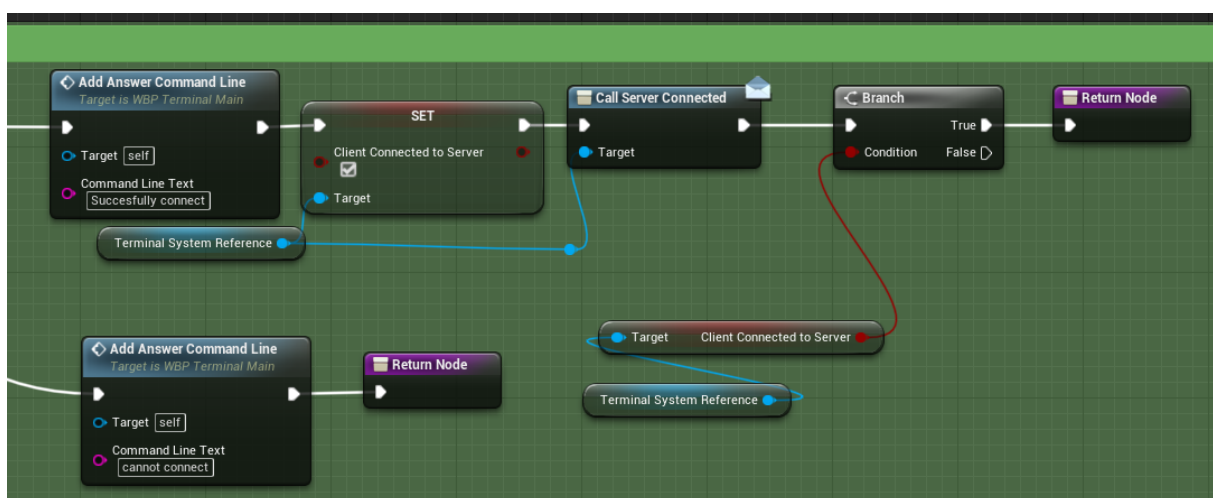 Add Answer Command Line
Target is WBP Terminal Main
Target self
Command Line Text
Succesfully connect
SET
Client Connected to Server
Target
Terminal System Reference
Call Server Connected
Target
Branch
True
Condition False
Return Node
Target Client Connected to Server
Terminal System Reference
Add Answer Command Line
Target is WBP Terminal Main
Target self
Command Line Text
cannot connect
Return Node